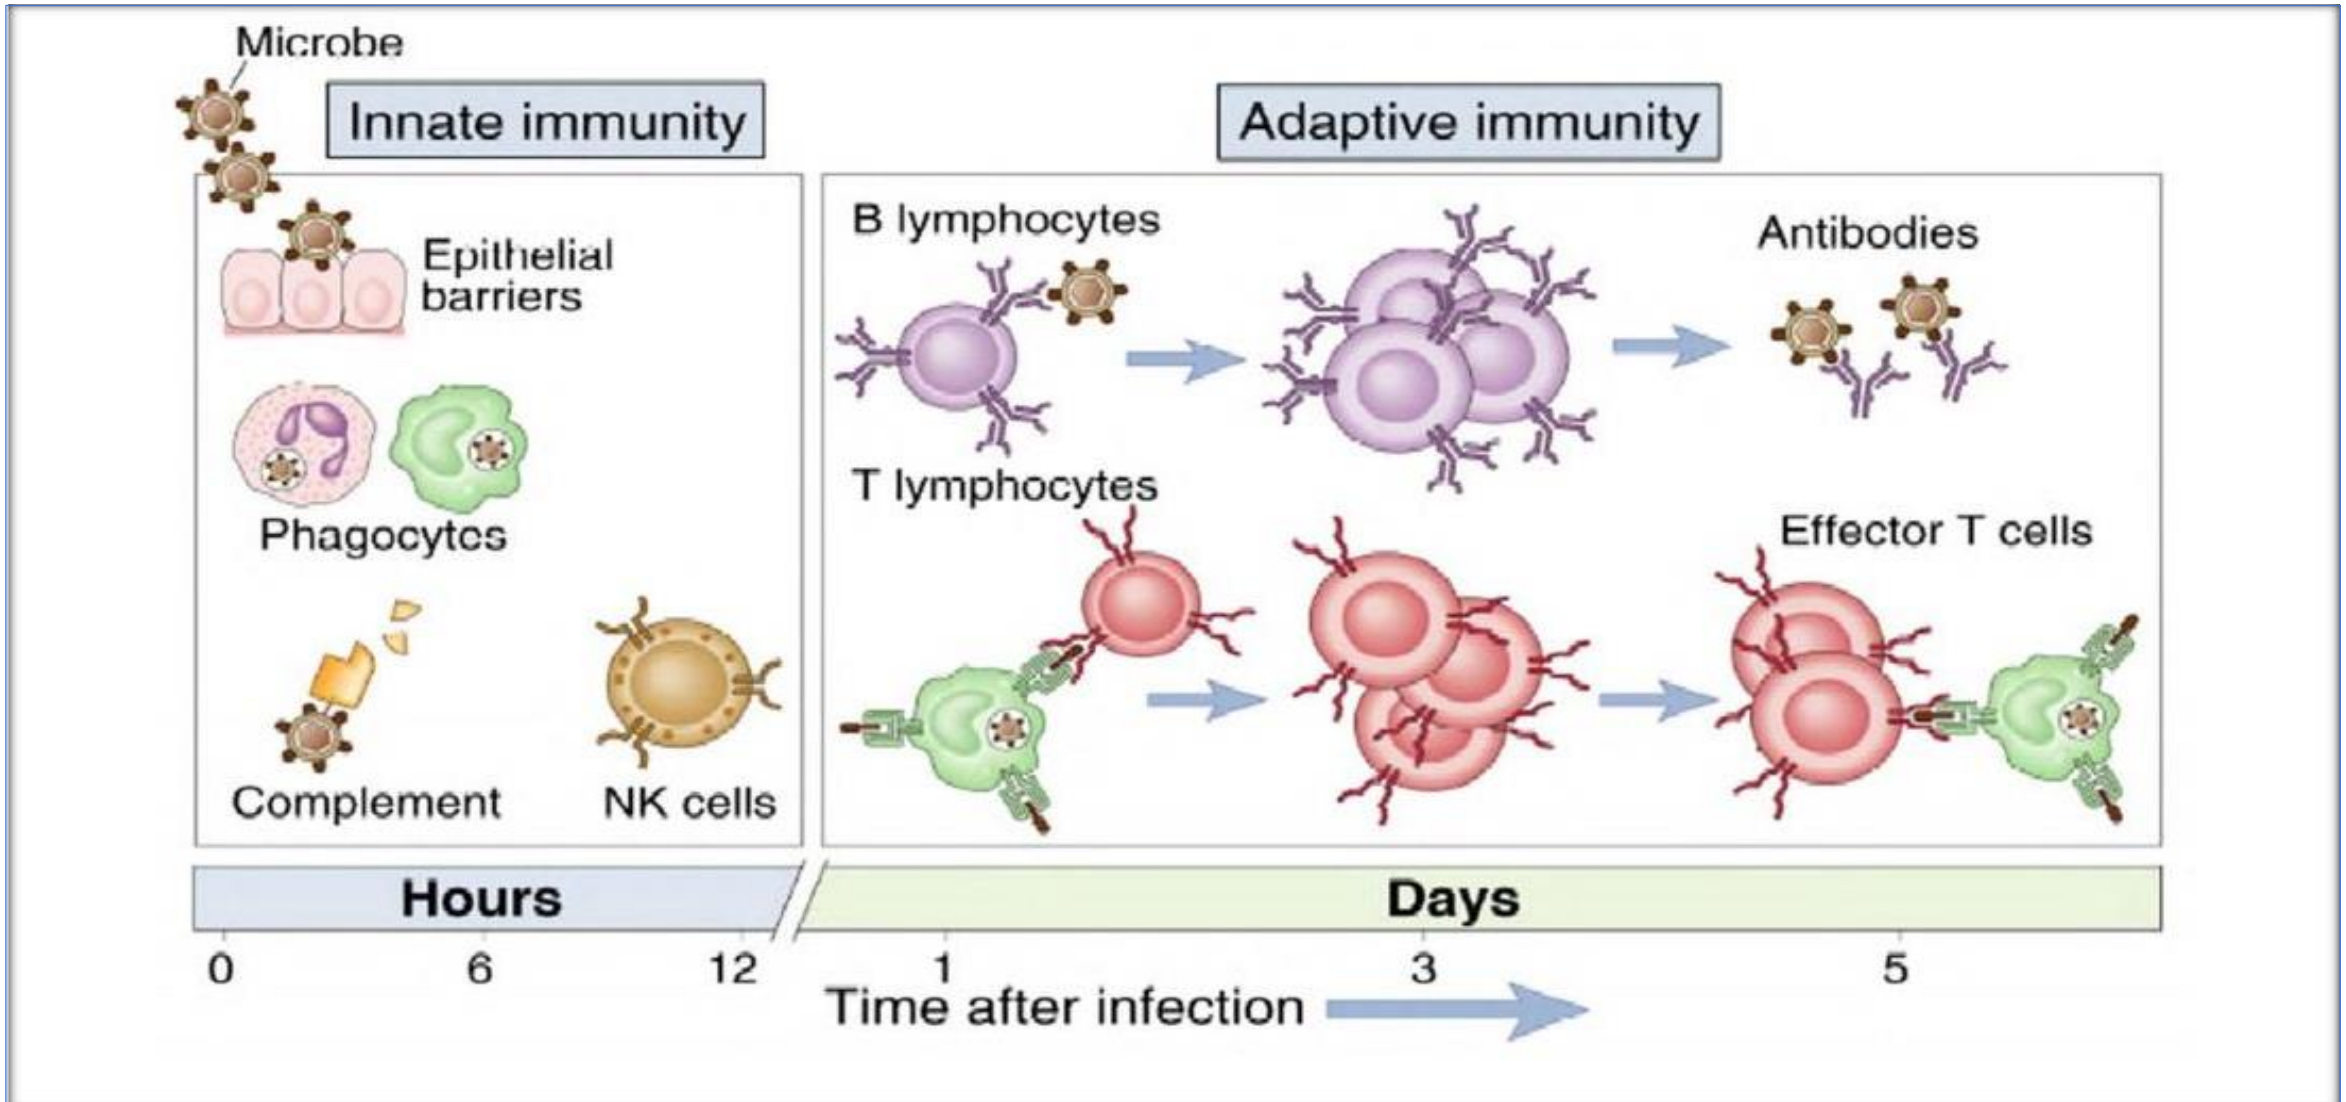 Microbe
Innate immunity
Adaptive immunity
Epithelial
barriers
Phagocytes
Complement
NK cells
B lymphocytes
Antibodies
T lymphocytes
Effector T cells
Hours
Days
0 6 12 1 3 5
Time after infection